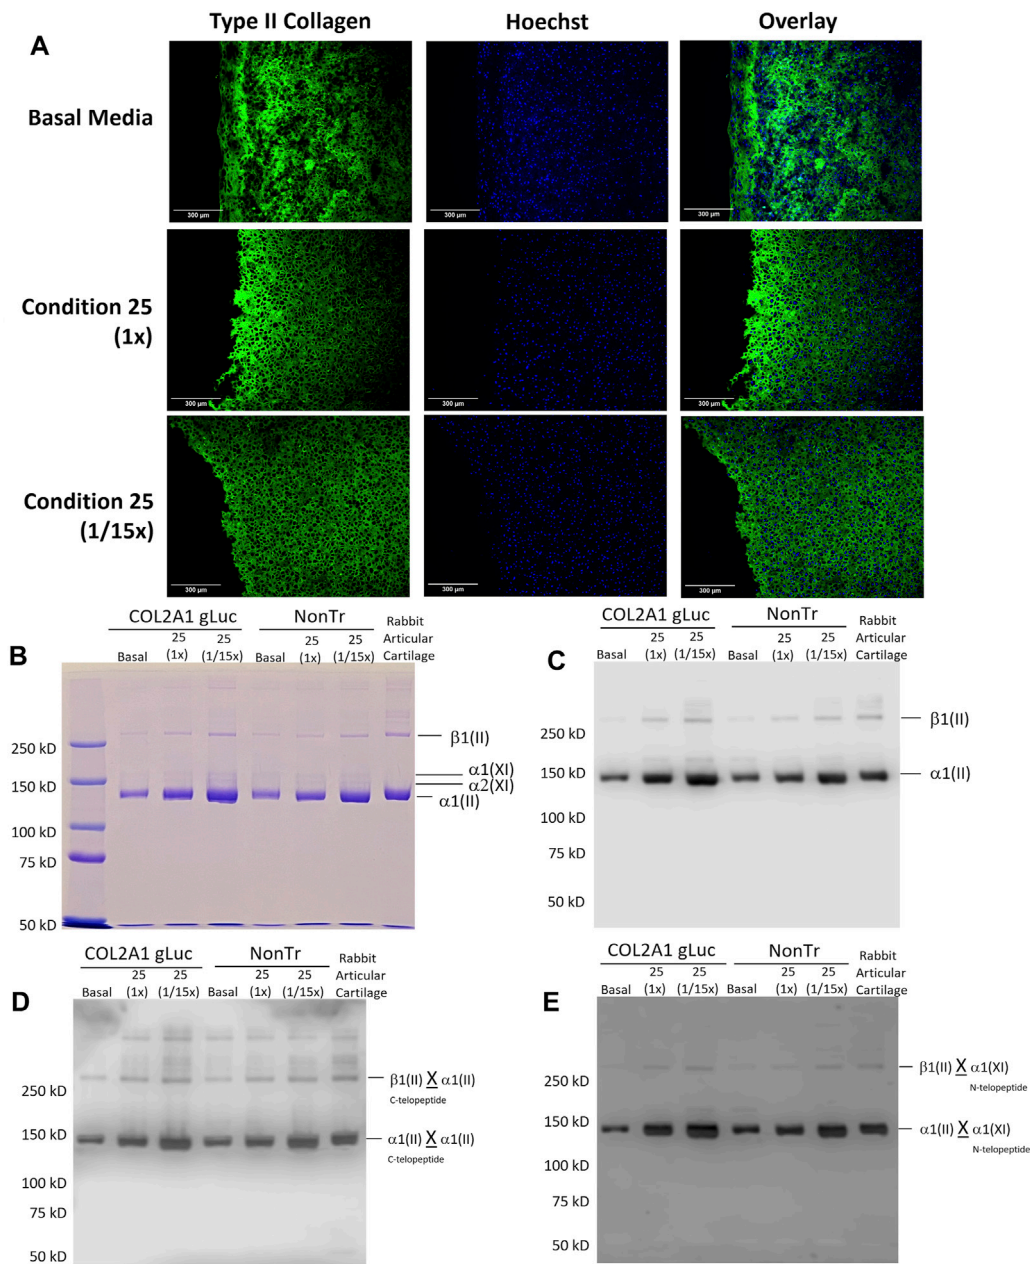 A
Type II Collagen
Hoechst
Overlay
Basal Media
300 µm
300 µm
300 µm
Condition 25
(1x)
300 µm
300 µm
300 µm
Condition 25
(1/15x)
300 µm
300 µm
300 µm
B
COL2A1 gLuc
NonTr
Rabbit
Articular
Cartilage
Basal
25
(1x)
25
(1/15x)
Basal
25
(1x)
25
(1/15x)
250 kD
150 kD
100 kD
75 kD
50 kD
β1(II)
α1(XI)
α2(XI)
α1(II)
C
COL2A1 gLuc
NonTr
Rabbit
Articular
Cartilage
Basal
25
(1x)
25
(1/15x)
Basal
25
(1x)
25
(1/15x)
250 kD
150 kD
100 kD
75 kD
50 kD
β1(II)
α1(II)
D
COL2A1 gLuc
NonTr
Rabbit
Articular
Cartilage
Basal
25
(1x)
25
(1/15x)
Basal
25
(1x)
25
(1/15x)
250 kD
150 kD
100 kD
75 kD
50 kD
β1(II) X α1(II)
C-telopeptide
α1(II) X α1(II)
C-telopeptide
E
COL2A1 gLuc
NonTr
Rabbit
Articular
Cartilage
Basal
25
(1x)
25
(1/15x)
Basal
25
(1x)
25
(1/15x)
250 kD
150 kD
100 kD
75 kD
50 kD
β1(II) X α1(XI)
N-telopeptide
α1(II) X α1(XI)
N-telopeptide